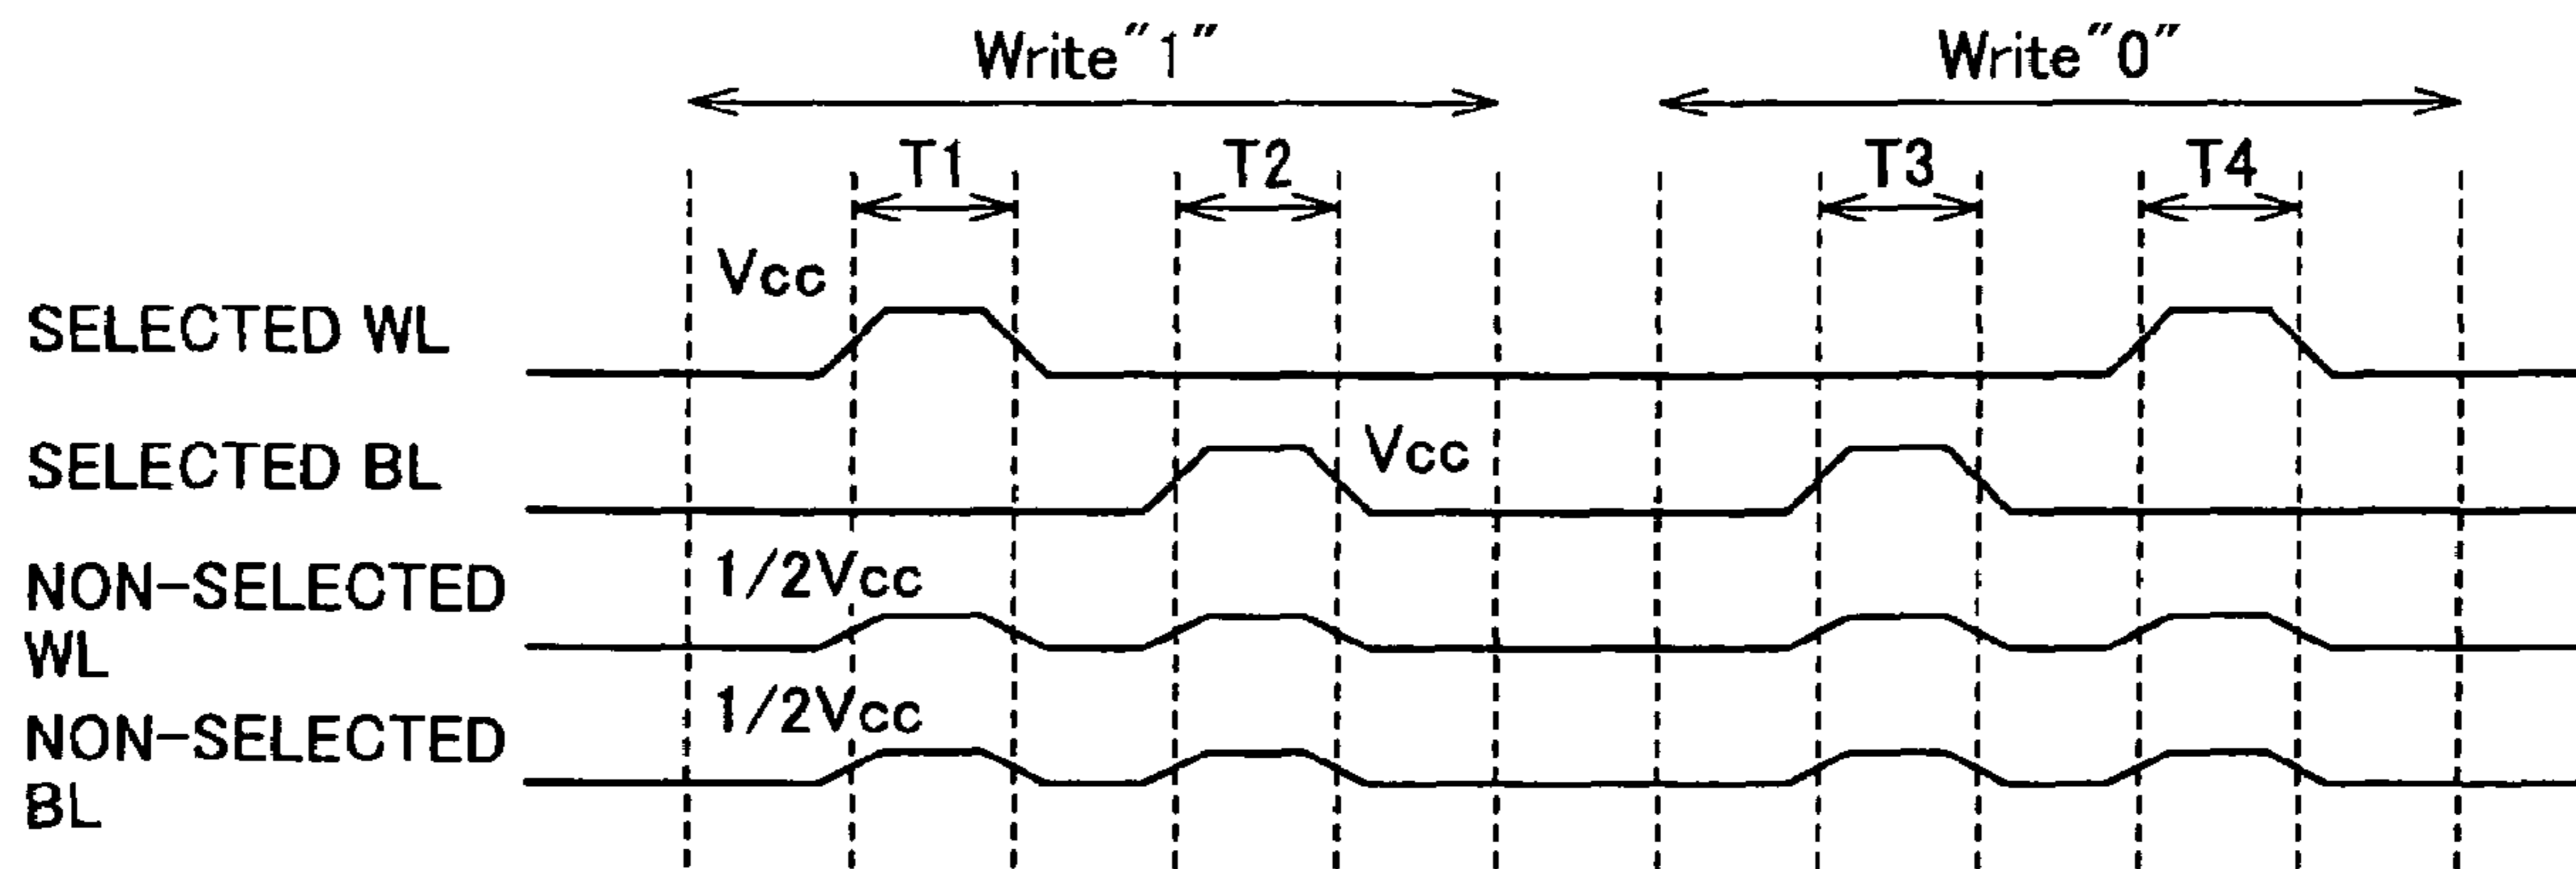 Write"1"
Write"0"
T1
T2
T3
T4
Vcc
SELECTED WL
SELECTED BL
Vcc
NON-SELECTED
WL
1/2Vcc
NON-SELECTED
BL
1/2Vcc